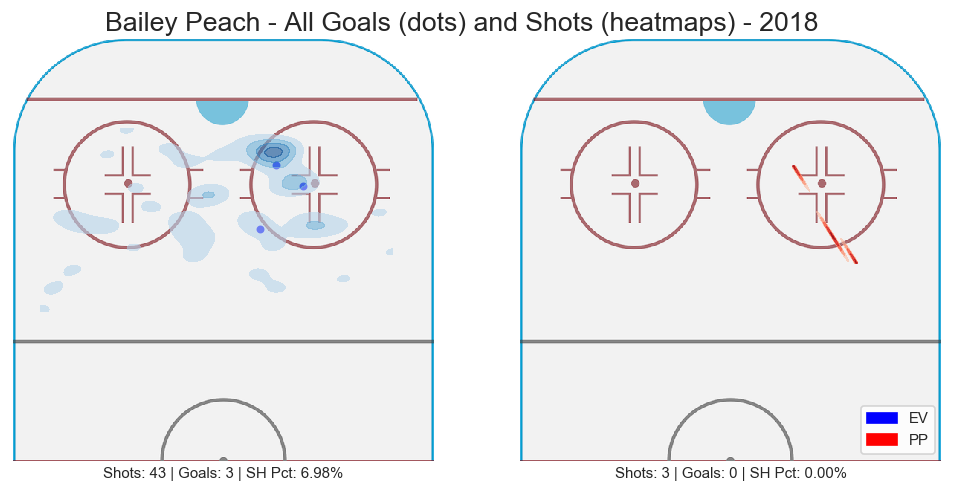 Bailey Peach - All Goals (dots) and Shots (heatmaps) - 2018
EV
PP
Shots: 43 | Goals: 3 | SH Pct: 6.98%
Shots: 3 | Goals: 0 | SH Pct: 0.00%